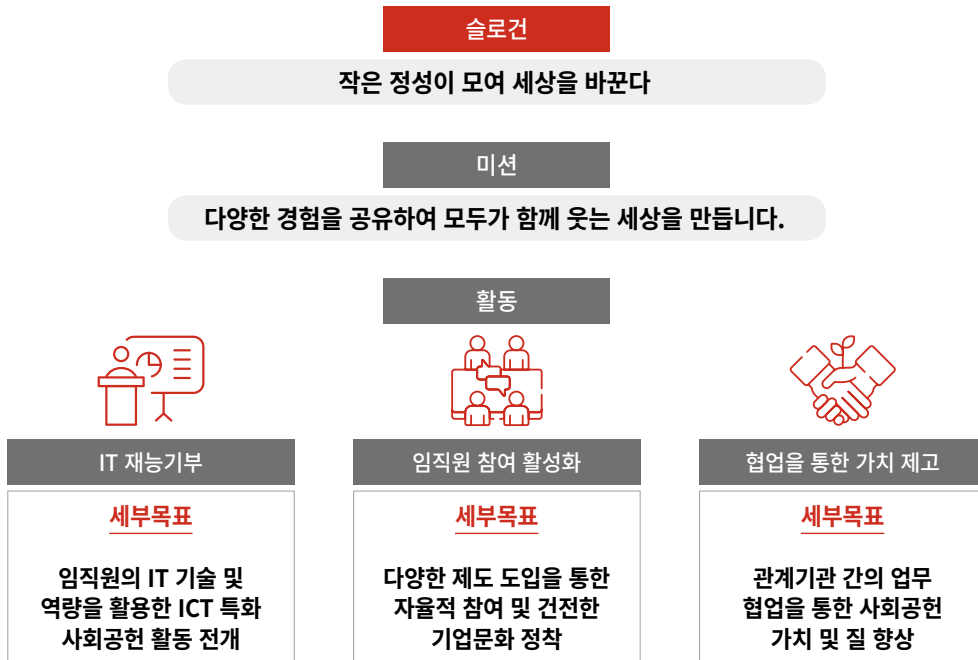 슬로건
작은 정성이 모여 세상을 바꾼다
미션
다양한 경험을 공유하여 모두가 함께 웃는 세상을 만듭니다.
활동
IT 재능기부
세부목표
임직원의 IT 기술 및
역량을 활용한 ICT 특화
사회공헌 활동 전개
임직원 참여 활성화
세부목표
다양한 제도 도입을 통한
자율적 참여 및 건전한
기업문화 정착
협업을 통한 가치 제고
세부목표
관계기관 간의 업무
협업을 통한 사회공헌
가치 및 질 향상